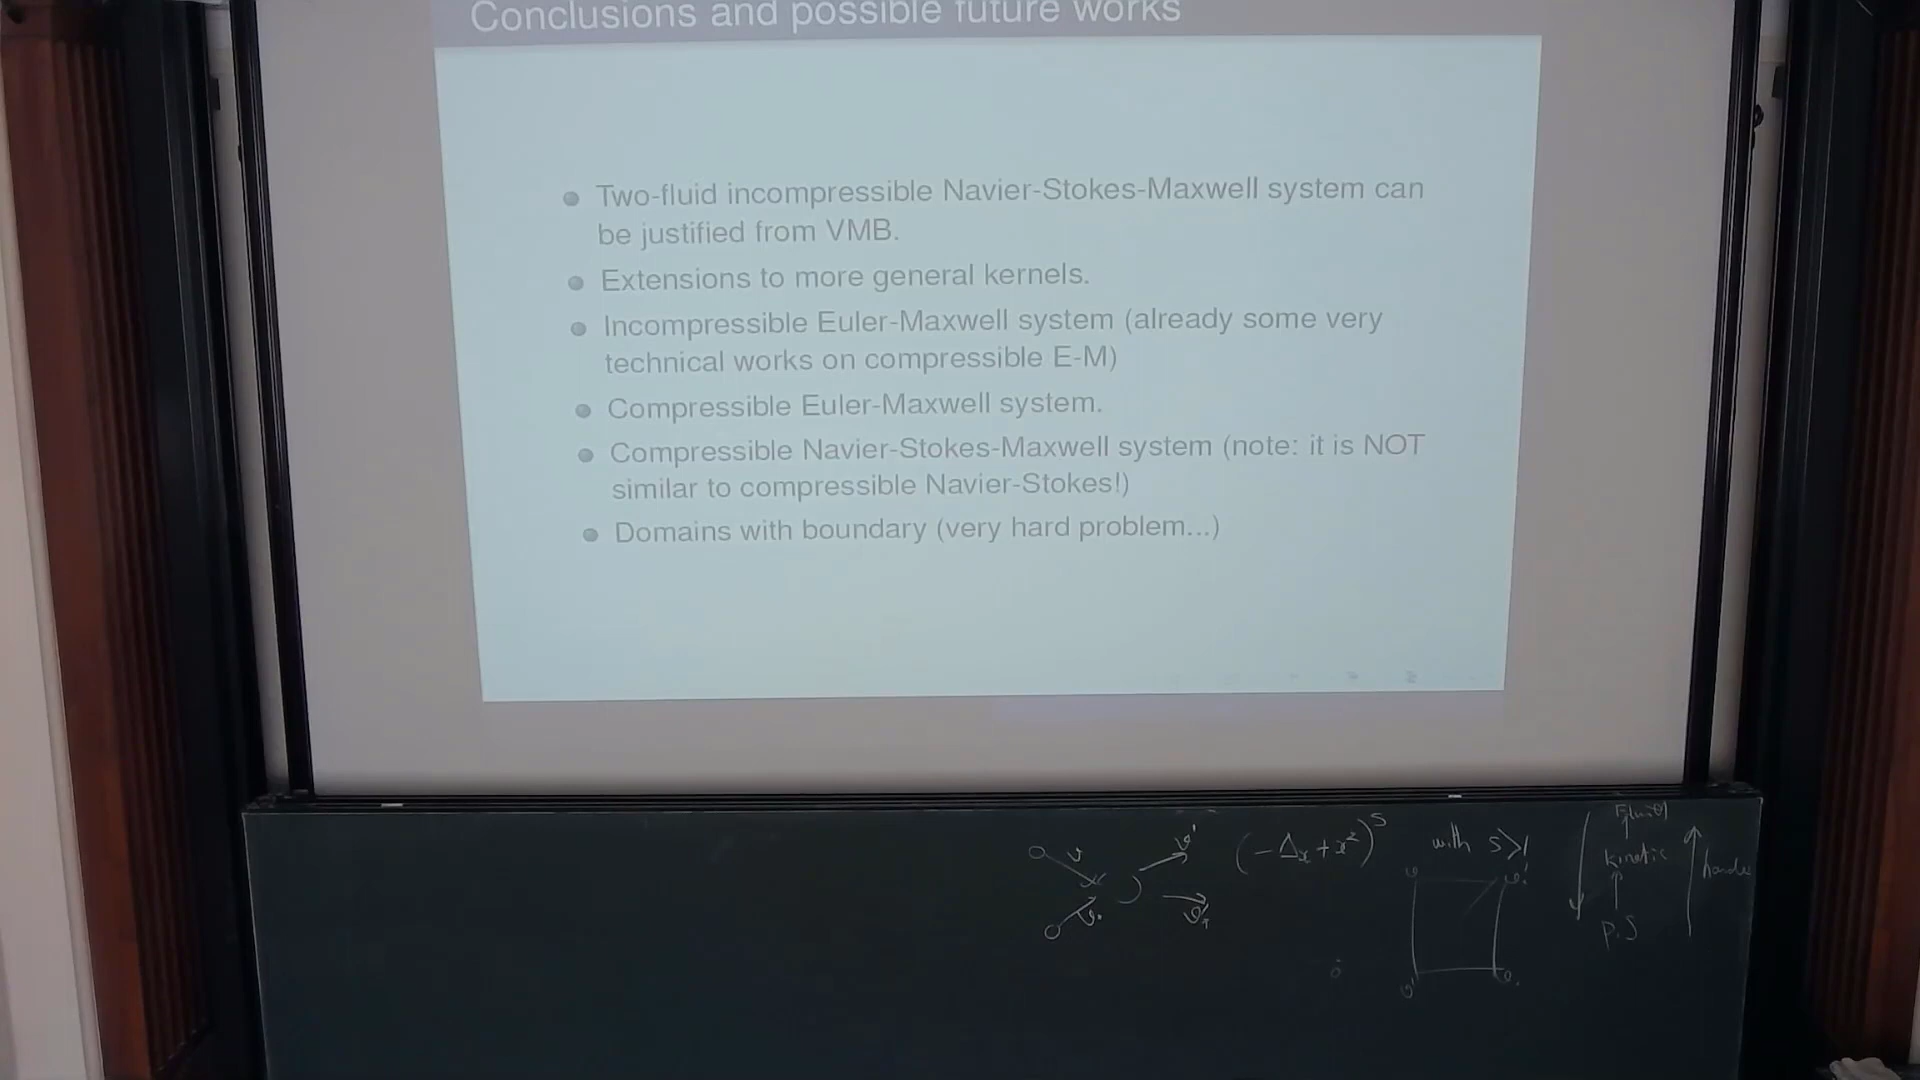 Conclusions and possible future works
Two-fluid incompressible Navier-Stokes-Maxwell system can
be justified from VMB.
Extensions to more general kernels.
Incompressible Euler-Maxwell system (already some very
technical works on compressible E-M)
Compressible Euler-Maxwell system.
Compressible Navier-Stokes-Maxwell system (note: it is NOT
similar to compressible Navier-Stokes!)
Domains with boundary (very hard problem...)
(-Δx+x²)^s with s>1
Fluid
kinetic
P.S
v
v'